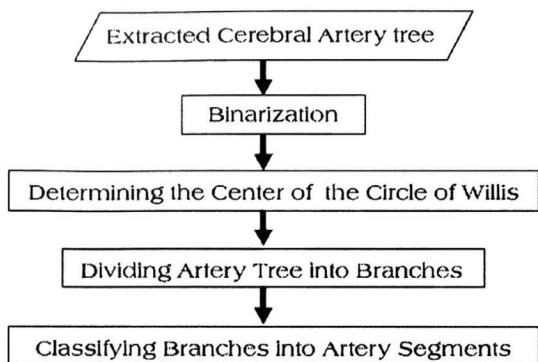 Extracted Cerebral Artery tree
Binarization
Determining the Center of the Circle of Willis
Dividing Artery Tree into Branches
Classifying Branches into Artery Segments